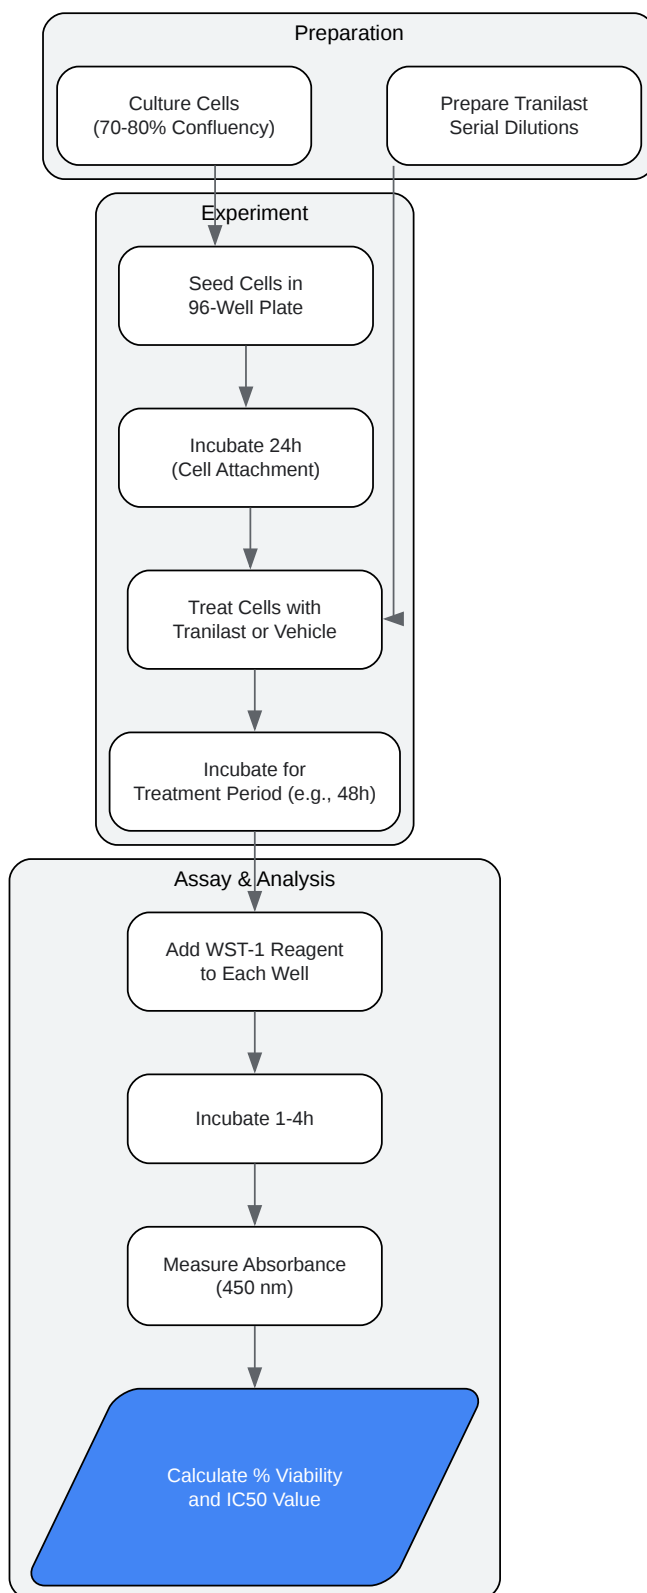 Preparation
Culture Cells
(70-80% Confluency)
Prepare Tranilast
Serial Dilutions
Experiment
Seed Cells in
96-Well Plate
Incubate 24h
(Cell Attachment)
Treat Cells with
Tranilast or Vehicle
Incubate for
Treatment Period (e.g., 48h)
Assay & Analysis
Add WST-1 Reagent
to Each Well
Incubate 1-4h
Measure Absorbance
(450 nm)
Calculate % Viability
and IC50 Value